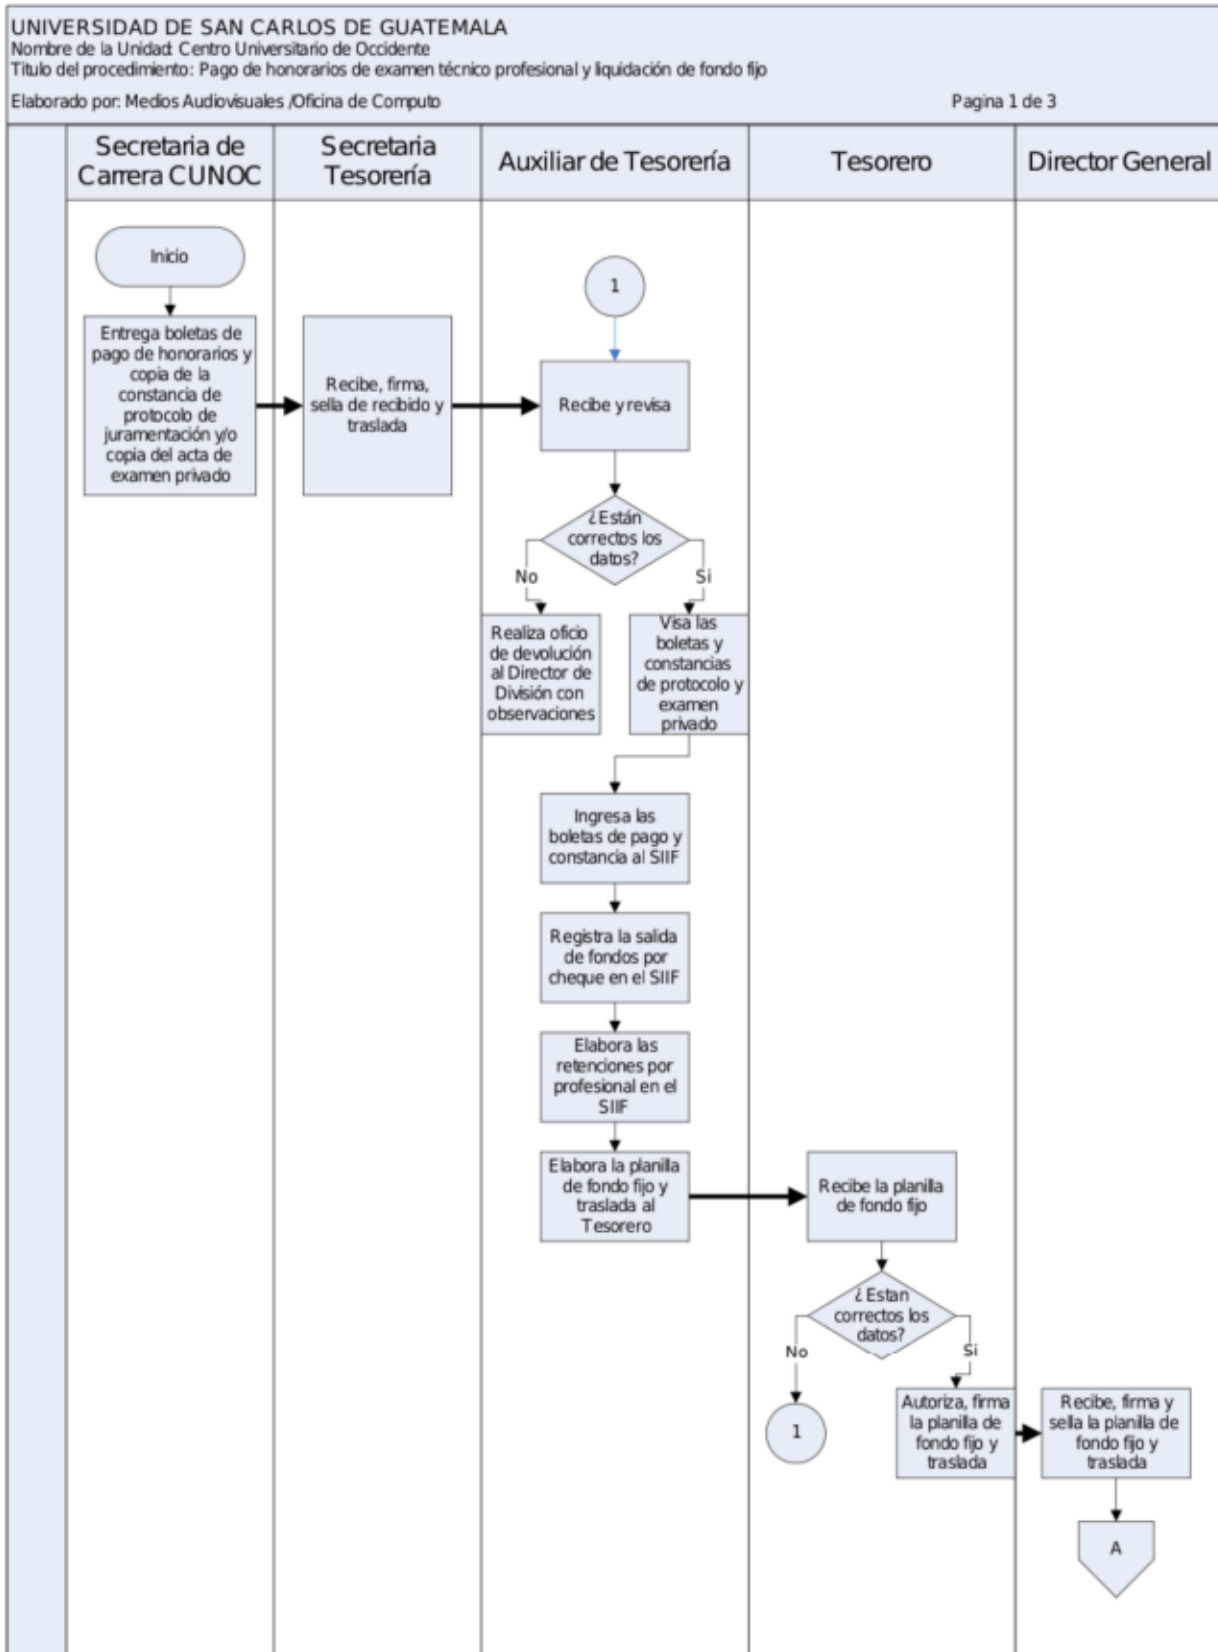 UNIVERSIDAD DE SAN CARLOS DE GUATEMALA
Nombre de la Unidad: Centro Universitario de Occidente
Titulo del procedimiento: Pago de honorarios de examen técnico profesional y liquidación de fondo fijo
Elaborado por: Medios Audiovisuales /Oficina de Computo
Pagina 1 de 3
Secretaria de
Carrera CUNOC
Secretaria
Tesorería
Auxiliar de Tesorería
Tesorero
Director General
Inicio
1
Entrega boletas de
pago de honorarios y
copia de la
constancia de
protocolo de
juramentación y/o
copia del acta de
examen privado
Recibe, firma,
sella de recibido y
traslada
Recibe y revisa
¿Están
correctos los
datos?
No
Si
Realiza oficio
de devolución
al Director de
División con
observaciones
Visa las
boletas y
constancias
de protocolo y
examen
privado
Ingresa las
boletas de pago y
constancia al SIIF
Registra la salida
de fondos por
cheque en el SIIF
Elabora las
retenciones por
profesional en el
SIIF
Elabora la planilla
de fondo fijo y
traslada al
Tesorero
Recibe la planilla
de fondo fijo
¿Estan
correctos los
datos?
No
Si
1
Autoriza, firma
la planilla de
fondo fijo y
traslada
Recibe, firma y
sella la planilla de
fondo fijo y
traslada
A